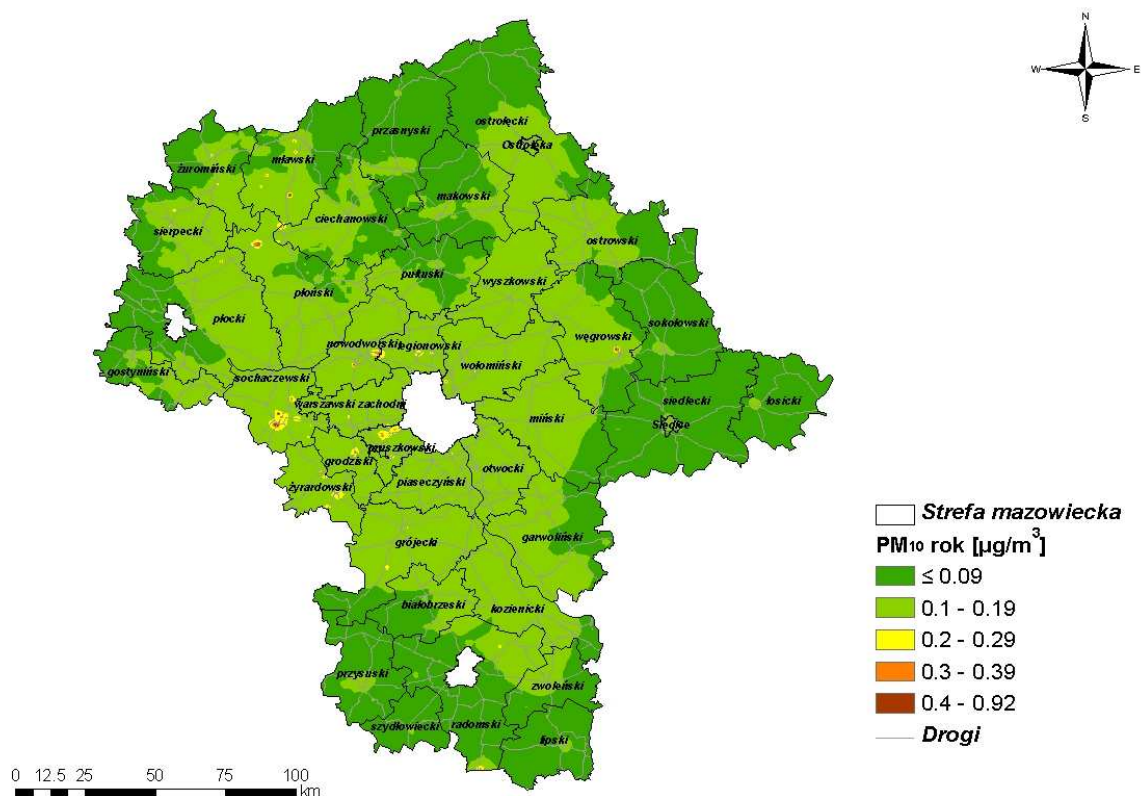 N
W E
S
ostrołęcki
przasnyski
Ostrołęka
mławski
żuromiński
makowski
ciechanowski
sierpecki
ostrowski
pułtuski
wyszkowski
płoński
płocki
sokołowski
węgrowski
nowodworski legionowski
wołomiński
gostyniński
sochaczewski
warszawski zachodni
siedlecki łosicki
miński
Siedlce
pruszkowski
grodziski
otwocki
żyrardowski piaseczyński
garwoliński
grójecki
białobrzeski kozienicki
przysuski
zwoleński
szydłowiecki radomski
lipski
Strefa mazowiecka
PM10 rok [µg/m³]
≤ 0.09
0.1 - 0.19
0.2 - 0.29
0.3 - 0.39
0.4 - 0.92
Drogi
0 12.5 25 50 75 100
km